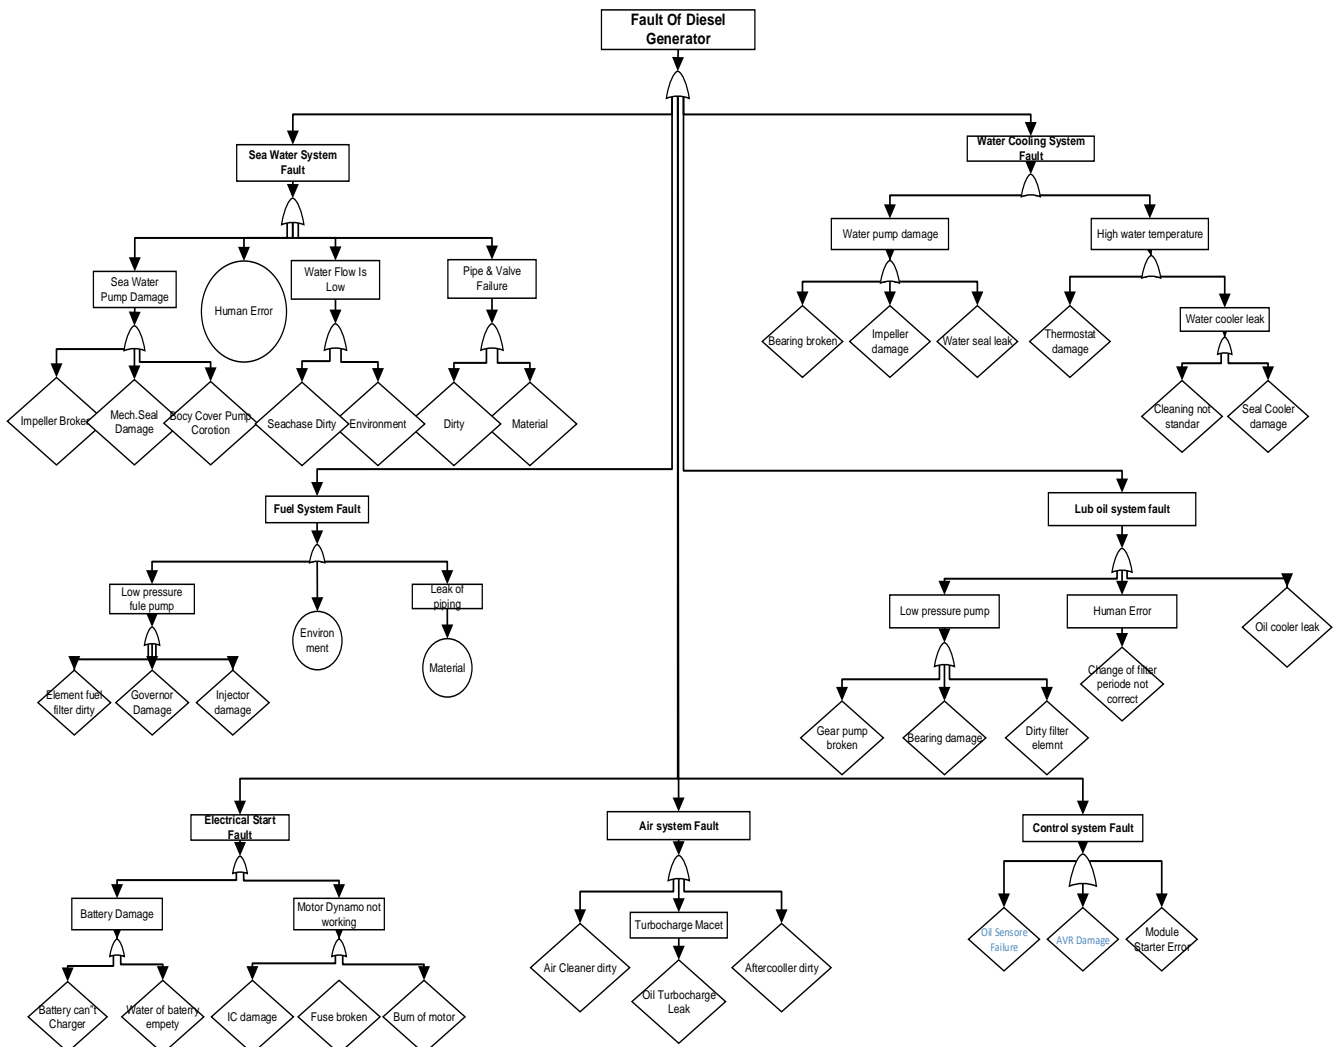 Fault Of Diesel
Generator
Sea Water System
Fault
Water Cooling System
Fault
Sea Water
Pump Damage
Human Error
Water Flow Is
Low
Pipe & Valve
Failure
Water pump damage
High water temperature
Impeller Broker
Mech.Seal
Damage
Bocy Cover Pump
Corotion
Seachase Dirty
Environment
Dirty
Material
Bearing broken
Impeller
damage
Water seal leak
Thermostat
damage
Water cooler leak
Cleaning not
standar
Seal Cooler
damage
Fuel System Fault
Lub oil system fault
Low pressure
fule pump
Environ
ment
Leak of
piping
Material
Element fuel
filter dirty
Governor
Damage
Injector
damage
Low pressure pump
Human Error
Oil cooler leak
Change of filter
periode not
correct
Gear pump
broken
Bearing damage
Dirty filter
elemnt
Electrical Start
Fault
Air system Fault
Control system Fault
Battery Damage
Motor Dynamo not
working
Battery can"t
Charger
Water of baterry
empety
IC damage
Fuse broken
Burn of motor
Air Cleaner dirty
Turbocharge Macet
Oil Turbocharge
Leak
Aftercooller dirty
Oil Sensore
Failure
AVR Damage
Module
Starter Error